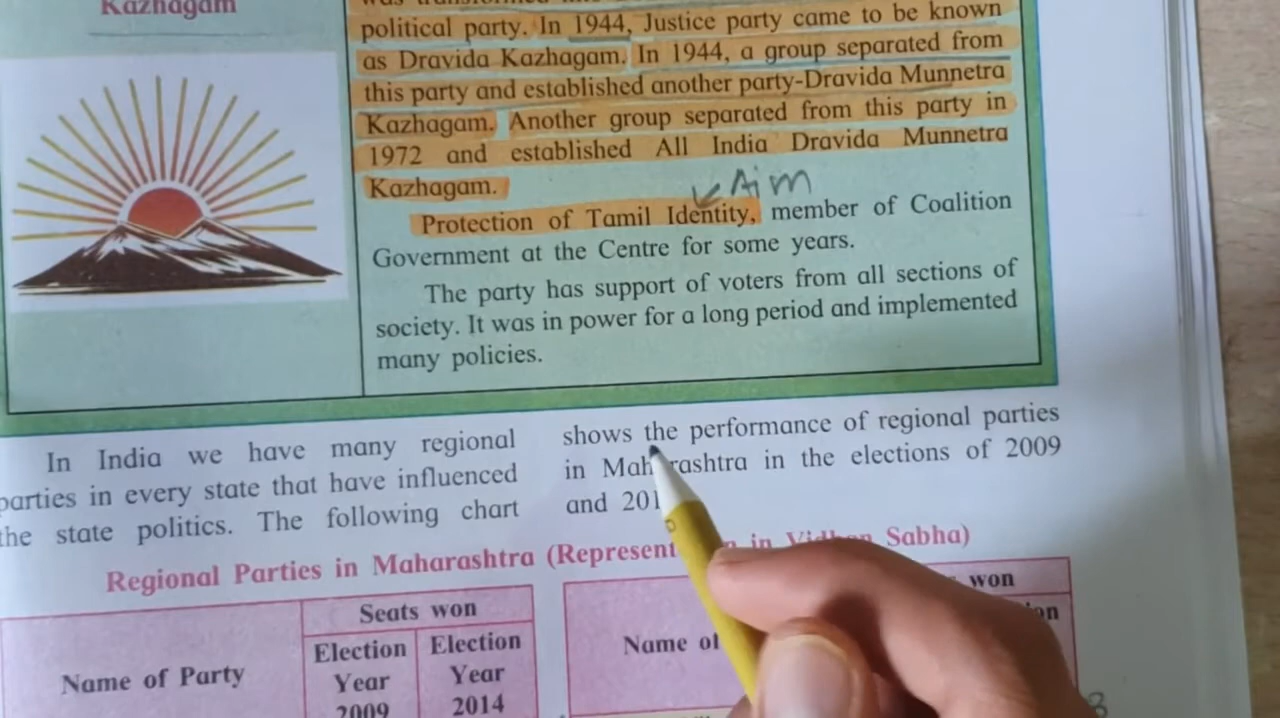 Kazhagam
political party. In 1944, Justice party came to be known
as Dravida Kazhagam. In 1944, a group separated from
this party and established another party-Dravida Munnetra
Kazhagam. Another group separated from this party in
1972 and established All India Dravida Munnetra
Kazhagam.
Aim
Protection of Tamil Identity, member of Coalition
Government at the Centre for some years.
The party has support of voters from all sections of
society. It was in power for a long period and implemented
many policies.
In India we have many regional
parties in every state that have influenced
the state politics. The following chart
shows the performance of regional parties
in Maharashtra in the elections of 2009
and
Regional Parties in Maharashtra (Representation in Vidhan Sabha)
Name of Party
Seats won
Election
Year
2009
Election
Year
2014
Name of
won